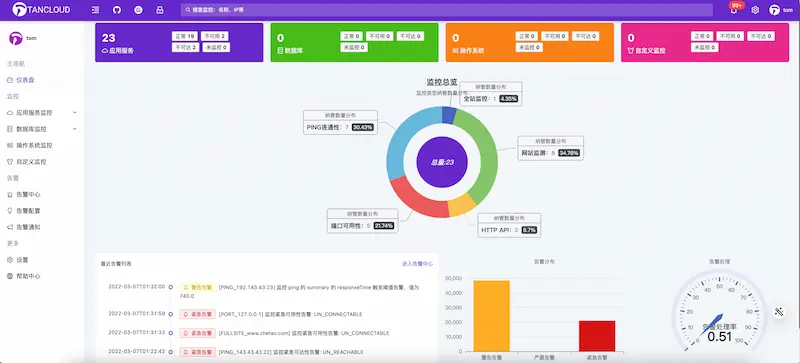 TANCLOUD
搜索监控: 名称、IP等
99+
tom
tom
主导航
仪表盘
监控
应用服务监控
数据库监控
操作系统监控
自定义监控
告警
告警中心
告警配置
告警通知
更多
设置
帮助中心
23
应用服务
正常 19
不可用 2
不可达 2
未监控 0
0
数据库
正常 0
不可用 0
不可达 0
未监控 0
0
操作系统
正常 0
不可用 0
不可达 0
未监控 0
0
自定义监控
正常 0
不可用 0
不可达 0
未监控 0
监控总览
监控类型纳管数量分布
纳管数量分布
全站监控: 1 4.35%
纳管数量分布
PING连通性: 7 30.43%
纳管数量分布
网站监测: 8 34.78%
总量:23
纳管数量分布
端口可用性: 5 21.74%
纳管数量分布
HTTP API: 2 8.7%
最近告警列表
进入告警中心
2022-03-07T01:32:00
警告告警
[PING_192.143.43.23] 监控 ping 的 summary 的 responseTime 触发阈值告警, 值为
740.0
2022-03-07T01:31:59
紧急告警
[PORT_127.0.0.1] 监控紧急可用性告警: UN_CONNECTABLE
2022-03-07T01:31:33
紧急告警
[FULLSITE_www.zhetao.com] 监控紧急可用性告警: UN_CONNECTABLE
2022-03-07T01:22:42
紧急告警
[PING_143.43.43.22] 监控紧急可达性告警: UN_REACHABLE
告警分布
50,000
40,000
30,000
20,000
10,000
0
警告告警
严重告警
紧急告警
告警处理
告警处理率
0.51